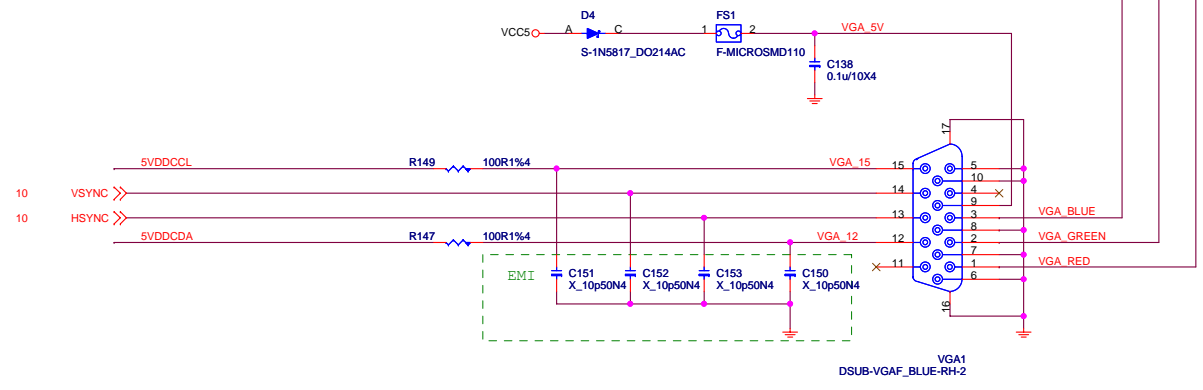 D4
FS1
VCC5
A
C
1
2
VGA_5V
S-1N5817_DO214AC
F-MICROSMD110
C138
0.1u/10X4
17
5VDDCCL
R149
100R1%4
VGA_15
15
5
10
10
VSYNC
14
4
9
10
HSYNC
13
3
VGA_BLUE
8
5VDDCDA
R147
100R1%4
VGA_12
12
2
VGA_GREEN
7
11
1
VGA_RED
6
EMI
C151
X_10p50N4
C152
X_10p50N4
C153
X_10p50N4
C150
X_10p50N4
16
VGA1
DSUB-VGAF_BLUE-RH-2